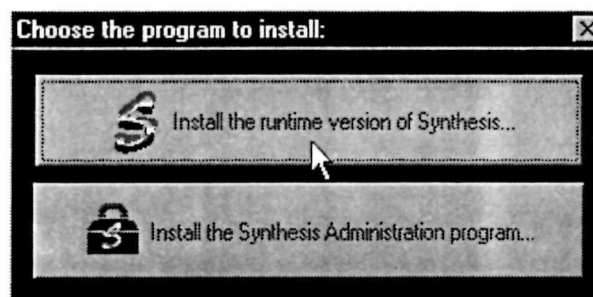 Choose the program to install:
Install the runtime version of Synthesis...
Install the Synthesis Administration program...